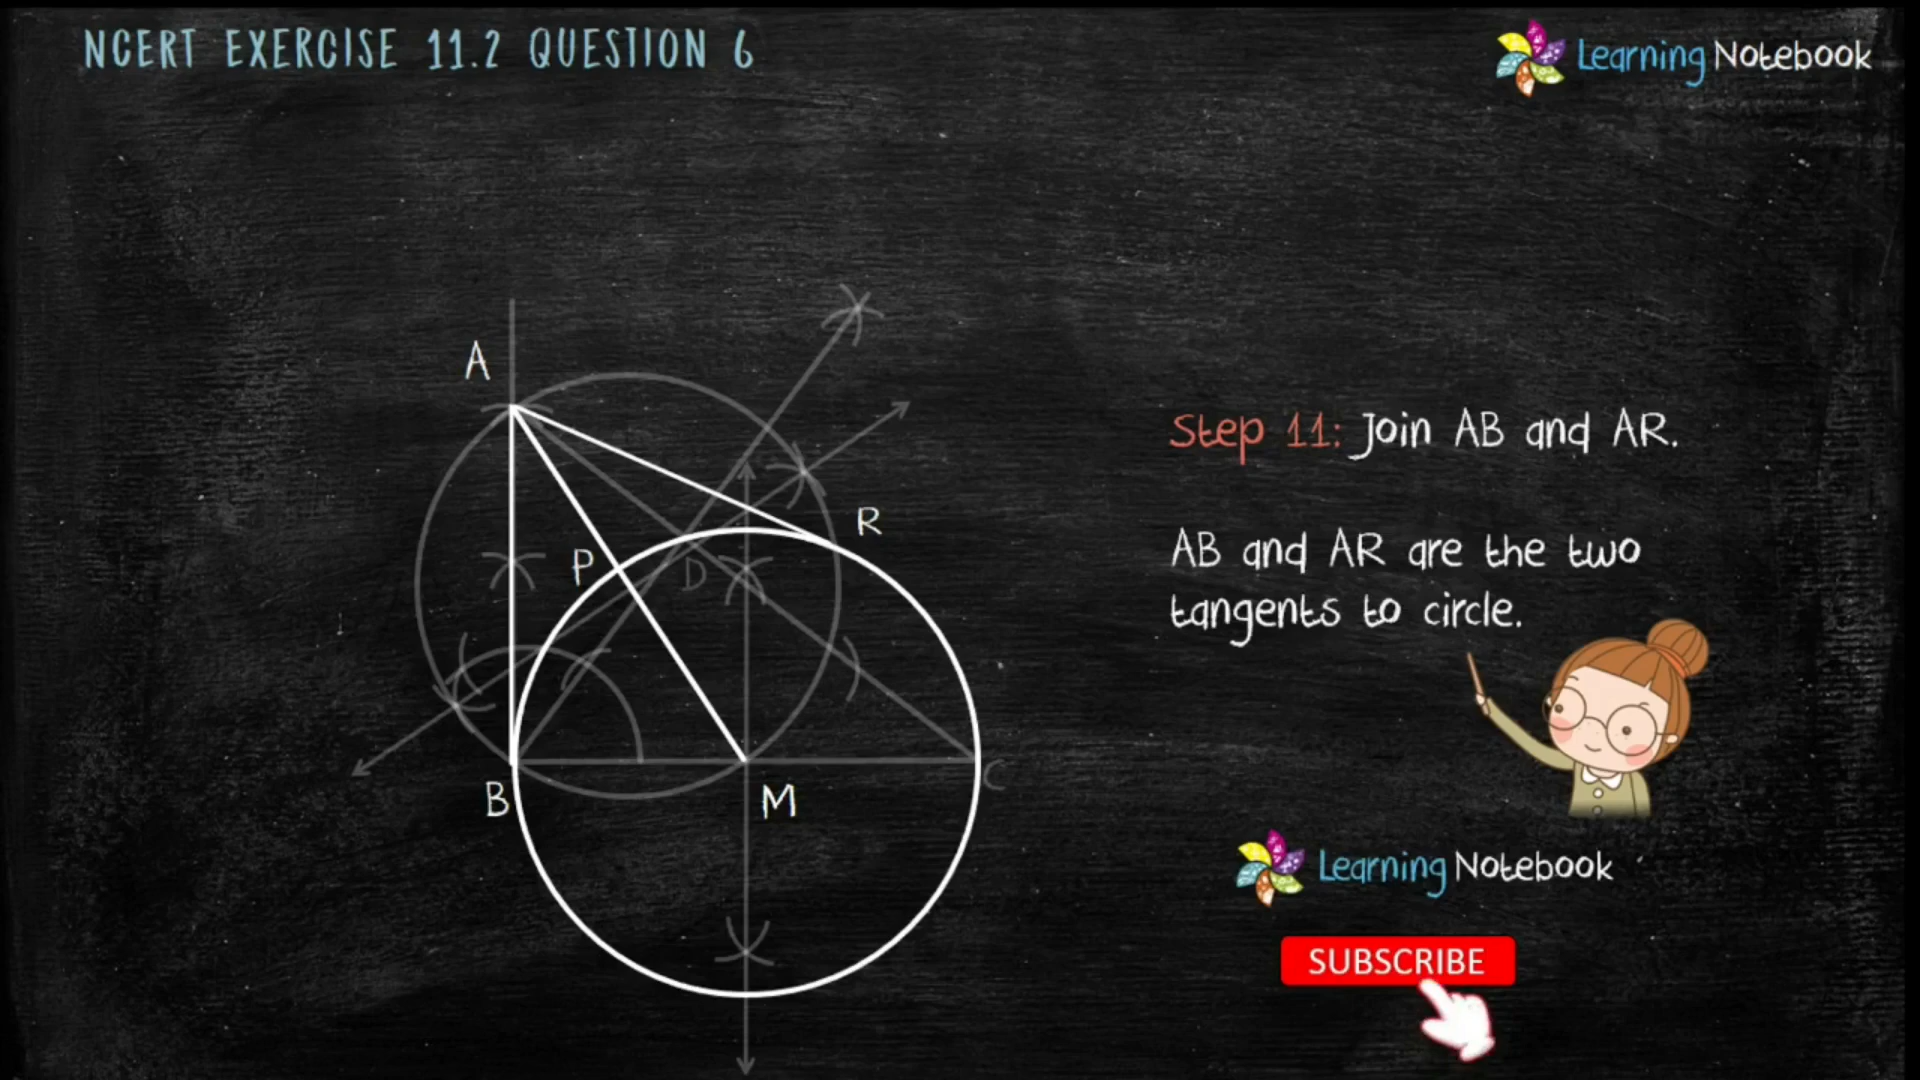 NCERT EXERCISE 11.2 QUESTION 6
Learning Notebook
A
Step 11: Join AB and AR.
R
AB and AR are the two
P
D
tangents to circle.
B
M
C
Learning Notebook
SUBSCRIBE